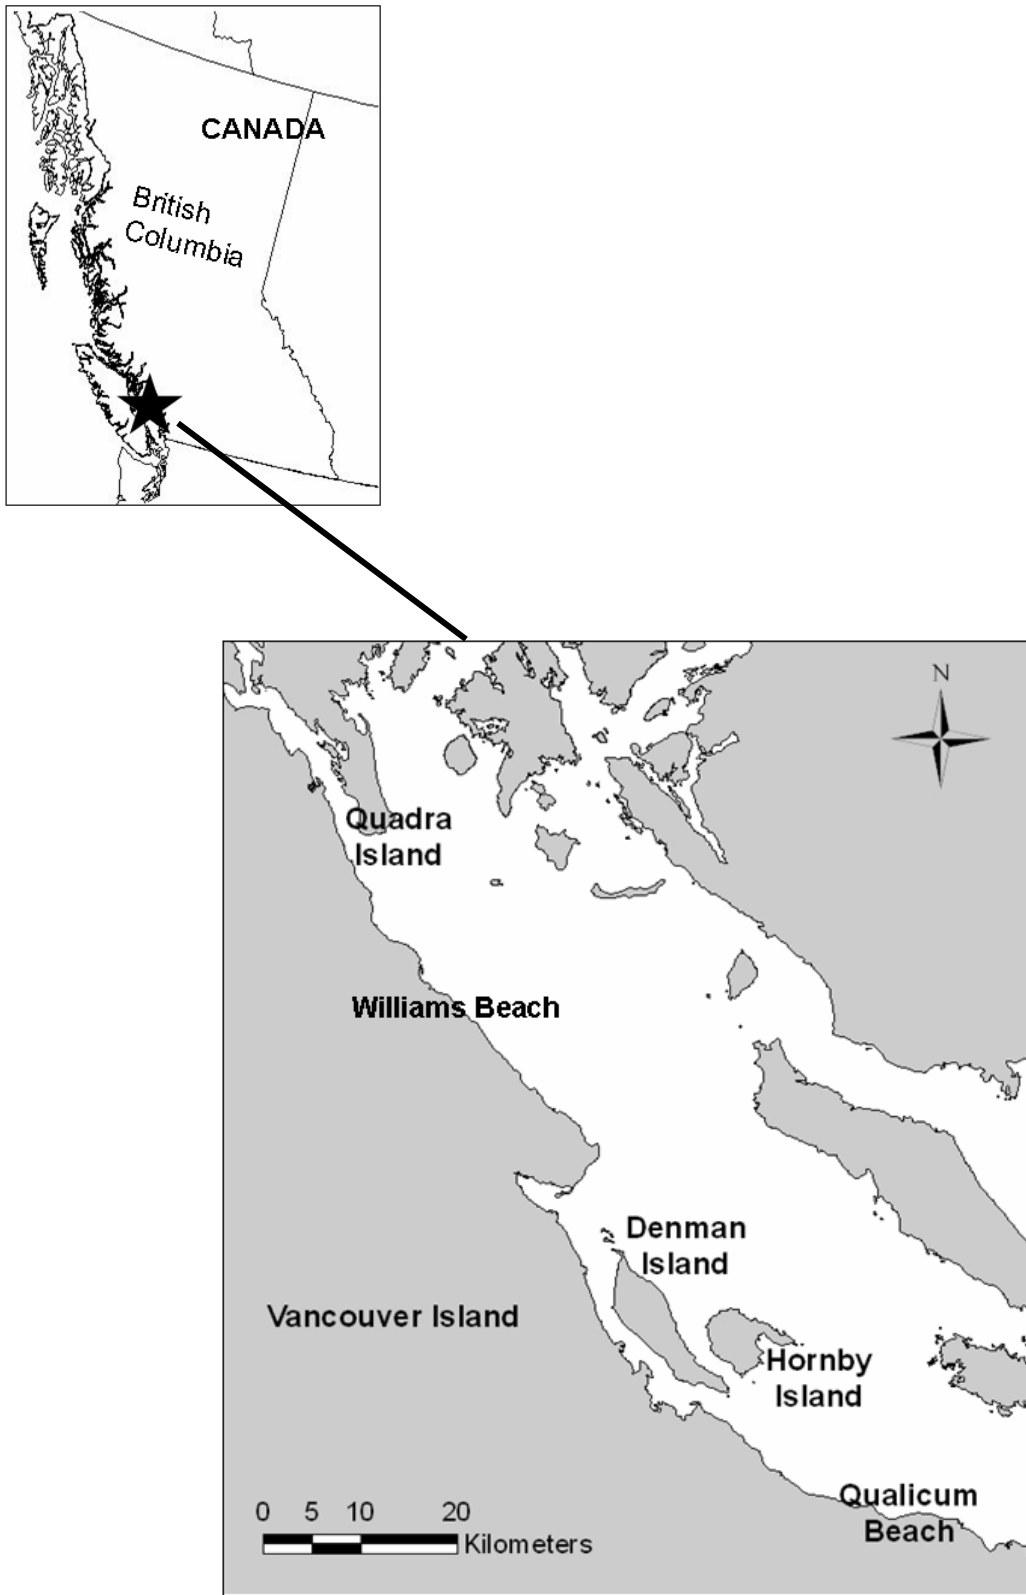 CANADA
British
Columbia
N
Quadra
Island
Williams Beach
Denman
Island
Vancouver Island
Hornby
Island
Qualicum
Beach
0 5 10 20
Kilometers